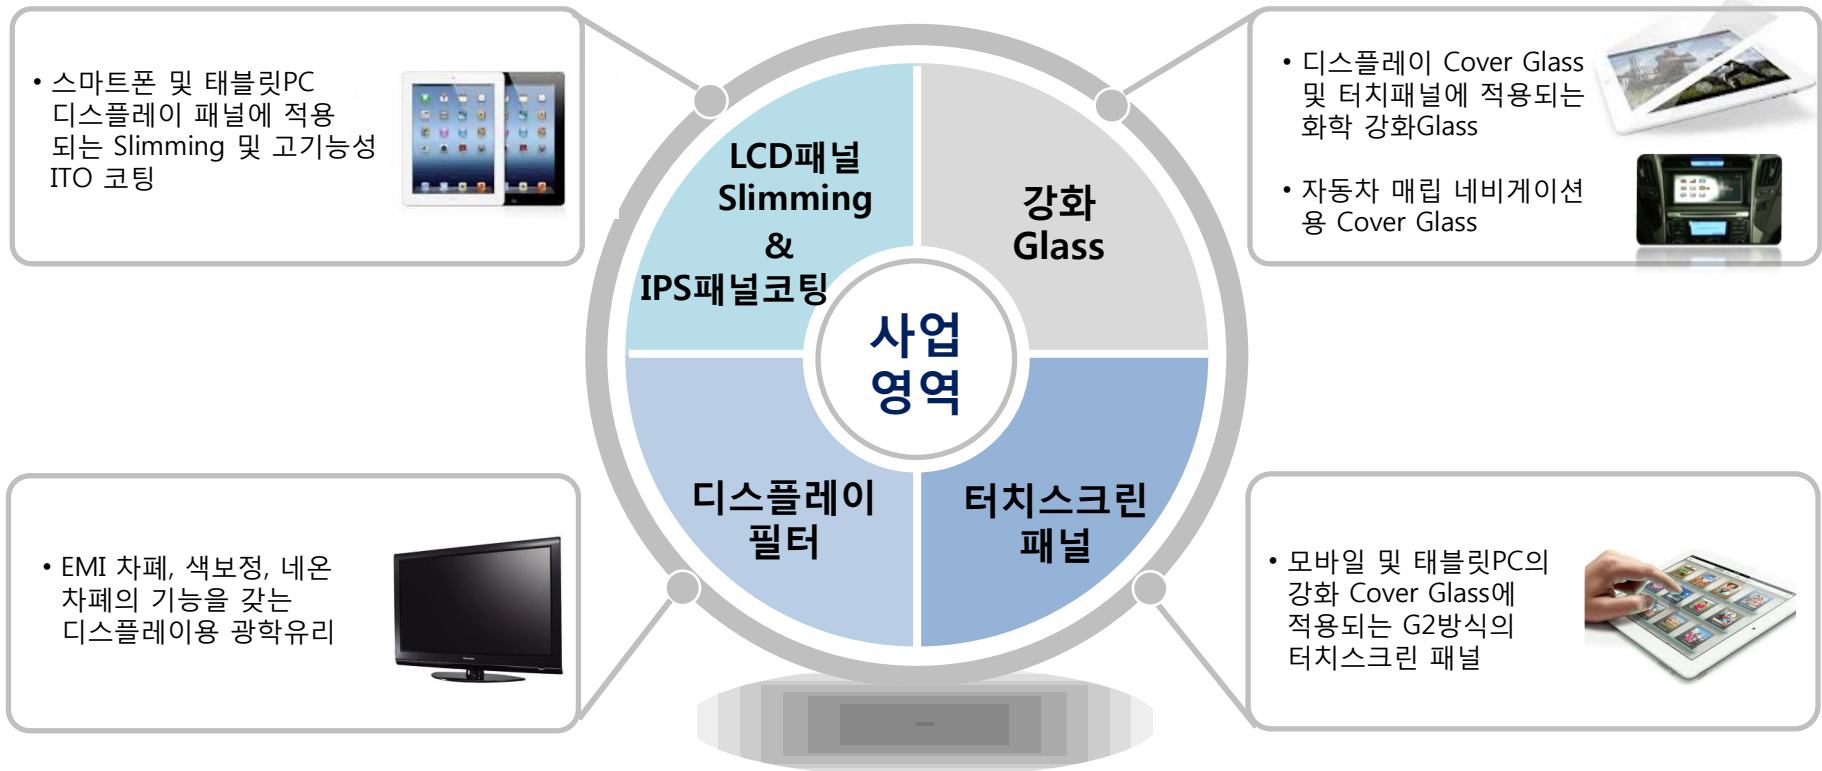 • 스마트폰 및 태블릿PC
디스플레이 패널에 적용
되는 Slimming 및 고기능성
ITO 코팅
LCD패널
Slimming
&
IPS패널코팅
강화
Glass
• 디스플레이 Cover Glass
및 터치패널에 적용되는
화학 강화Glass
• 자동차 매립 네비게이션
용 Cover Glass
사업
영역
• EMI 차폐, 색보정, 네온
차폐의 기능을 갖는
디스플레이용 광학유리
디스플레이
필터
터치스크린
패널
• 모바일 및 태블릿PC의
강화 Cover Glass에
적용되는 G2방식의
터치스크린 패널